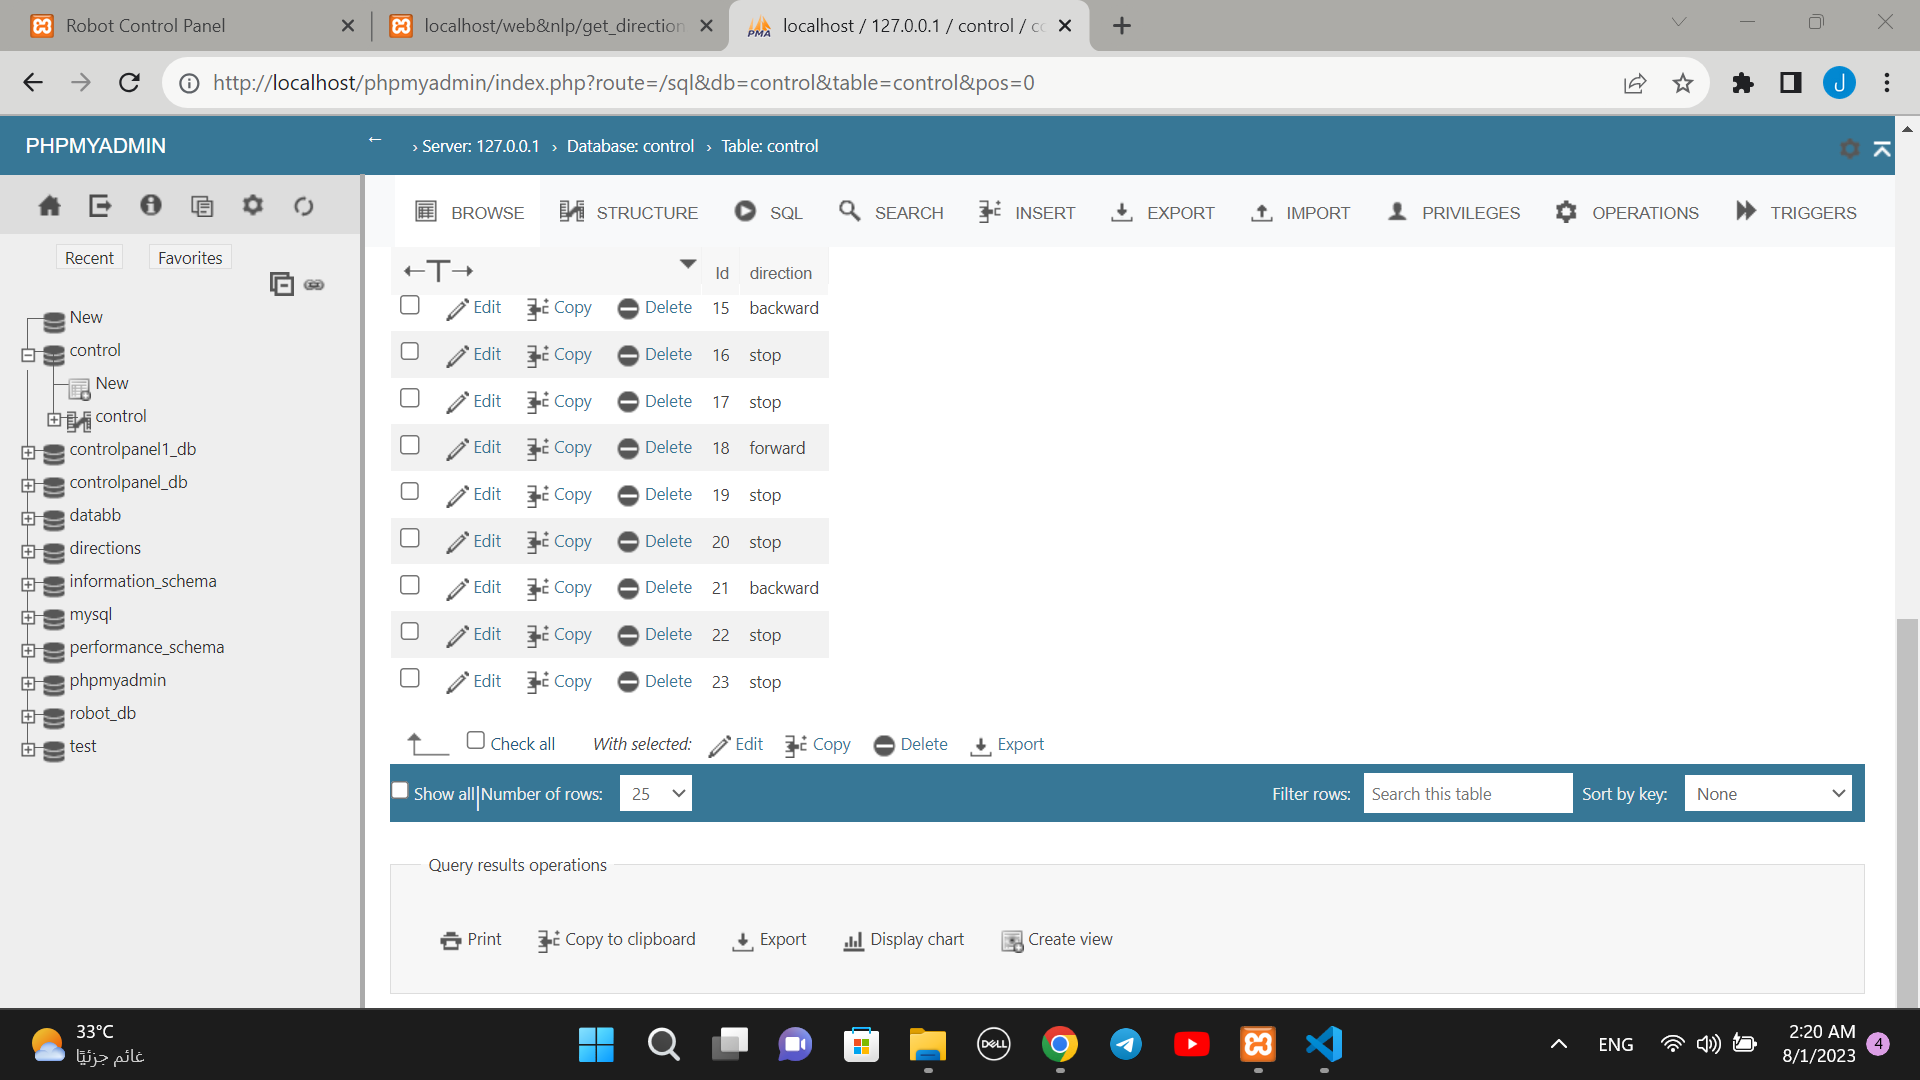 Robot Control Panel
localhost/web&nlp/get_direction
localhost / 127.0.0.1 / control / co
http://localhost/phpmyadmin/index.php?route=/sql&db=control&table=control&pos=0
J
PHPMYADMIN
← › Server: 127.0.0.1 › Database: control › Table: control
BROWSE STRUCTURE SQL SEARCH INSERT EXPORT IMPORT PRIVILEGES OPERATIONS TRIGGERS
Recent Favorites
New
control
New
control
controlpanel1_db
controlpanel_db
databb
directions
information_schema
mysql
performance_schema
phpmyadmin
robot_db
test
←T→ Id direction
Edit Copy Delete 15 backward
Edit Copy Delete 16 stop
Edit Copy Delete 17 stop
Edit Copy Delete 18 forward
Edit Copy Delete 19 stop
Edit Copy Delete 20 stop
Edit Copy Delete 21 backward
Edit Copy Delete 22 stop
Edit Copy Delete 23 stop
Check all With selected: Edit Copy Delete Export
Show all Number of rows: 25 Filter rows: Search this table Sort by key: None
Query results operations
Print Copy to clipboard Export Display chart Create view
33°C
غائم جزئيًا
DELL
ENG
2:20 AM
8/1/2023
4